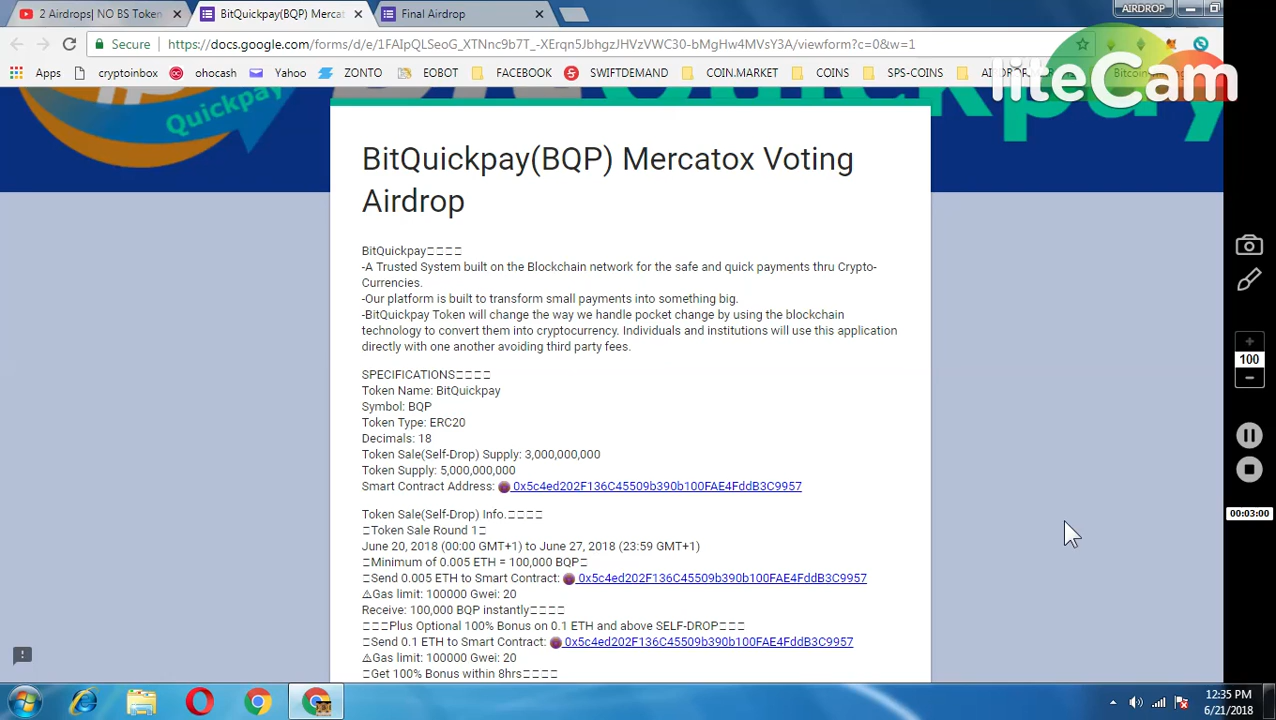 AIRDROP
2 Airdrops| NO BS Token
BitQuickpay(BQP) Mercat
Final Airdrop
Secure
https://docs.google.com/forms/d/e/1FAIpQLSeoG_XTNnc9b7T_-XErqn5JbhgzJHVzVWC30-bMgHw4MVsY3A/viewform?c=0&w=1
Apps
cryptoinbox
ohocash
Yahoo
ZONTO
EOBOT
FACEBOOK
SWIFTDEMAND
COIN.MARKET
COINS
SPS-COINS
liteCam
Quickpay
BitQuickpay(BQP) Mercatox Voting
Airdrop
BitQuickpay
-A Trusted System built on the Blockchain network for the safe and quick payments thru Crypto-
Currencies.
-Our platform is built to transform small payments into something big.
-BitQuickpay Token will change the way we handle pocket change by using the blockchain
technology to convert them into cryptocurrency. Individuals and institutions will use this application
directly with one another avoiding third party fees.
SPECIFICATIONS
Token Name: BitQuickpay
Symbol: BQP
Token Type: ERC20
Decimals: 18
Token Sale(Self-Drop) Supply: 3,000,000,000
Token Supply: 5,000,000,000
Smart Contract Address: 0x5c4ed202F136C45509b390b100FAE4FddB3C9957
Token Sale(Self-Drop) Info.
Token Sale Round 1
June 20, 2018 (00:00 GMT+1) to June 27, 2018 (23:59 GMT+1)
Minimum of 0.005 ETH = 100,000 BQP
Send 0.005 ETH to Smart Contract: 0x5c4ed202F136C45509b390b100FAE4FddB3C9957
⚠Gas limit: 100000 Gwei: 20
Receive: 100,000 BQP instantly
Plus Optional 100% Bonus on 0.1 ETH and above SELF-DROP
Send 0.1 ETH to Smart Contract: 0x5c4ed202F136C45509b390b100FAE4FddB3C9957
⚠Gas limit: 100000 Gwei: 20
Get 100% Bonus within 8hrs
100
00:03:00
12:35 PM
6/21/2018